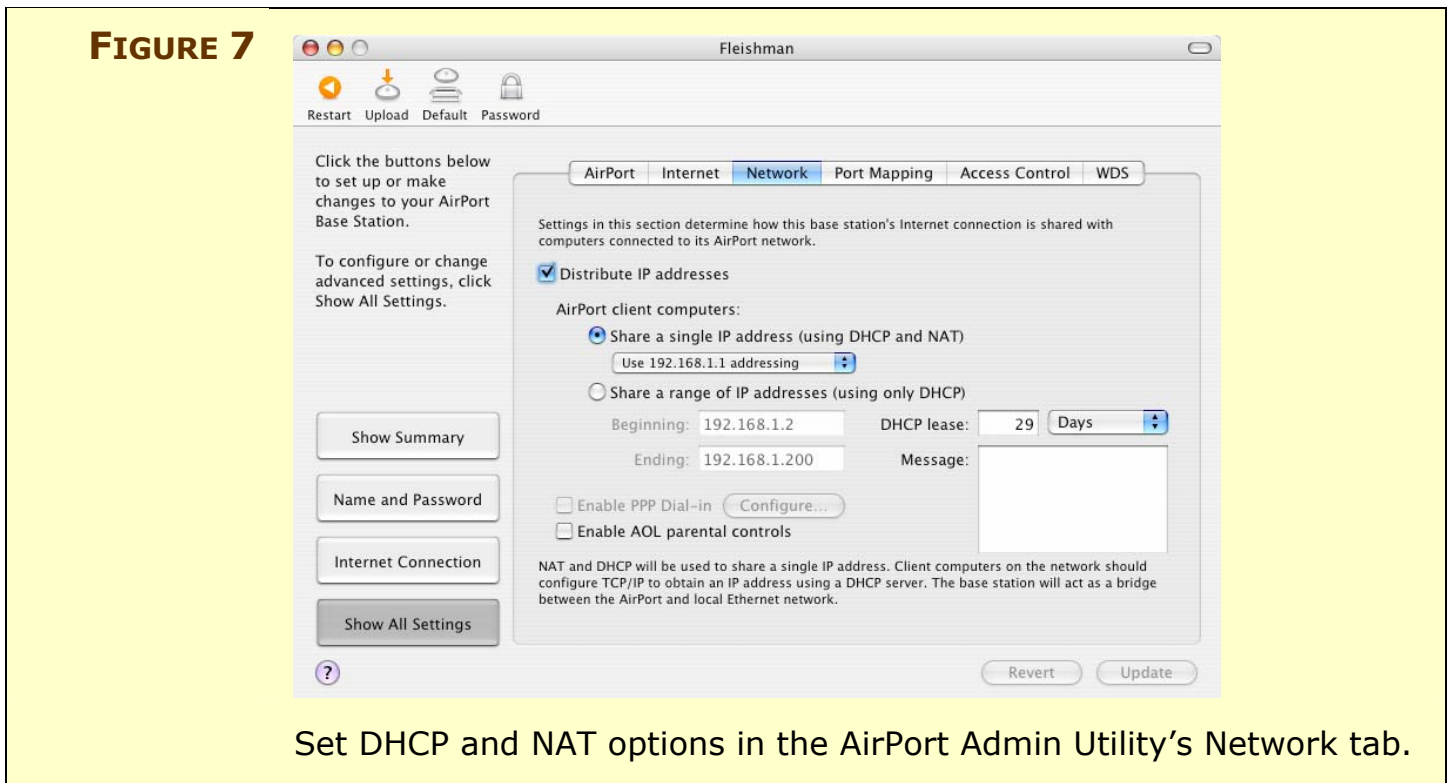 FIGURE 7
Fleishman
Restart Upload Default Password
Click the buttons below
to set up or make
changes to your AirPort
Base Station.
To configure or change
advanced settings, click
Show All Settings.
Show Summary
Name and Password
Internet Connection
Show All Settings
?
AirPort Internet Network Port Mapping Access Control WDS
Settings in this section determine how this base station's Internet connection is shared with
computers connected to its AirPort network.
Distribute IP addresses
AirPort client computers:
Share a single IP address (using DHCP and NAT)
Use 192.168.1.1 addressing
Share a range of IP addresses (using only DHCP)
Beginning: 192.168.1.2 DHCP lease: 29 Days
Ending: 192.168.1.200 Message:
Enable PPP Dial-in Configure...
Enable AOL parental controls
NAT and DHCP will be used to share a single IP address. Client computers on the network should
configure TCP/IP to obtain an IP address using a DHCP server. The base station will act as a bridge
between the AirPort and local Ethernet network.
Revert Update
Set DHCP and NAT options in the AirPort Admin Utility's Network tab.